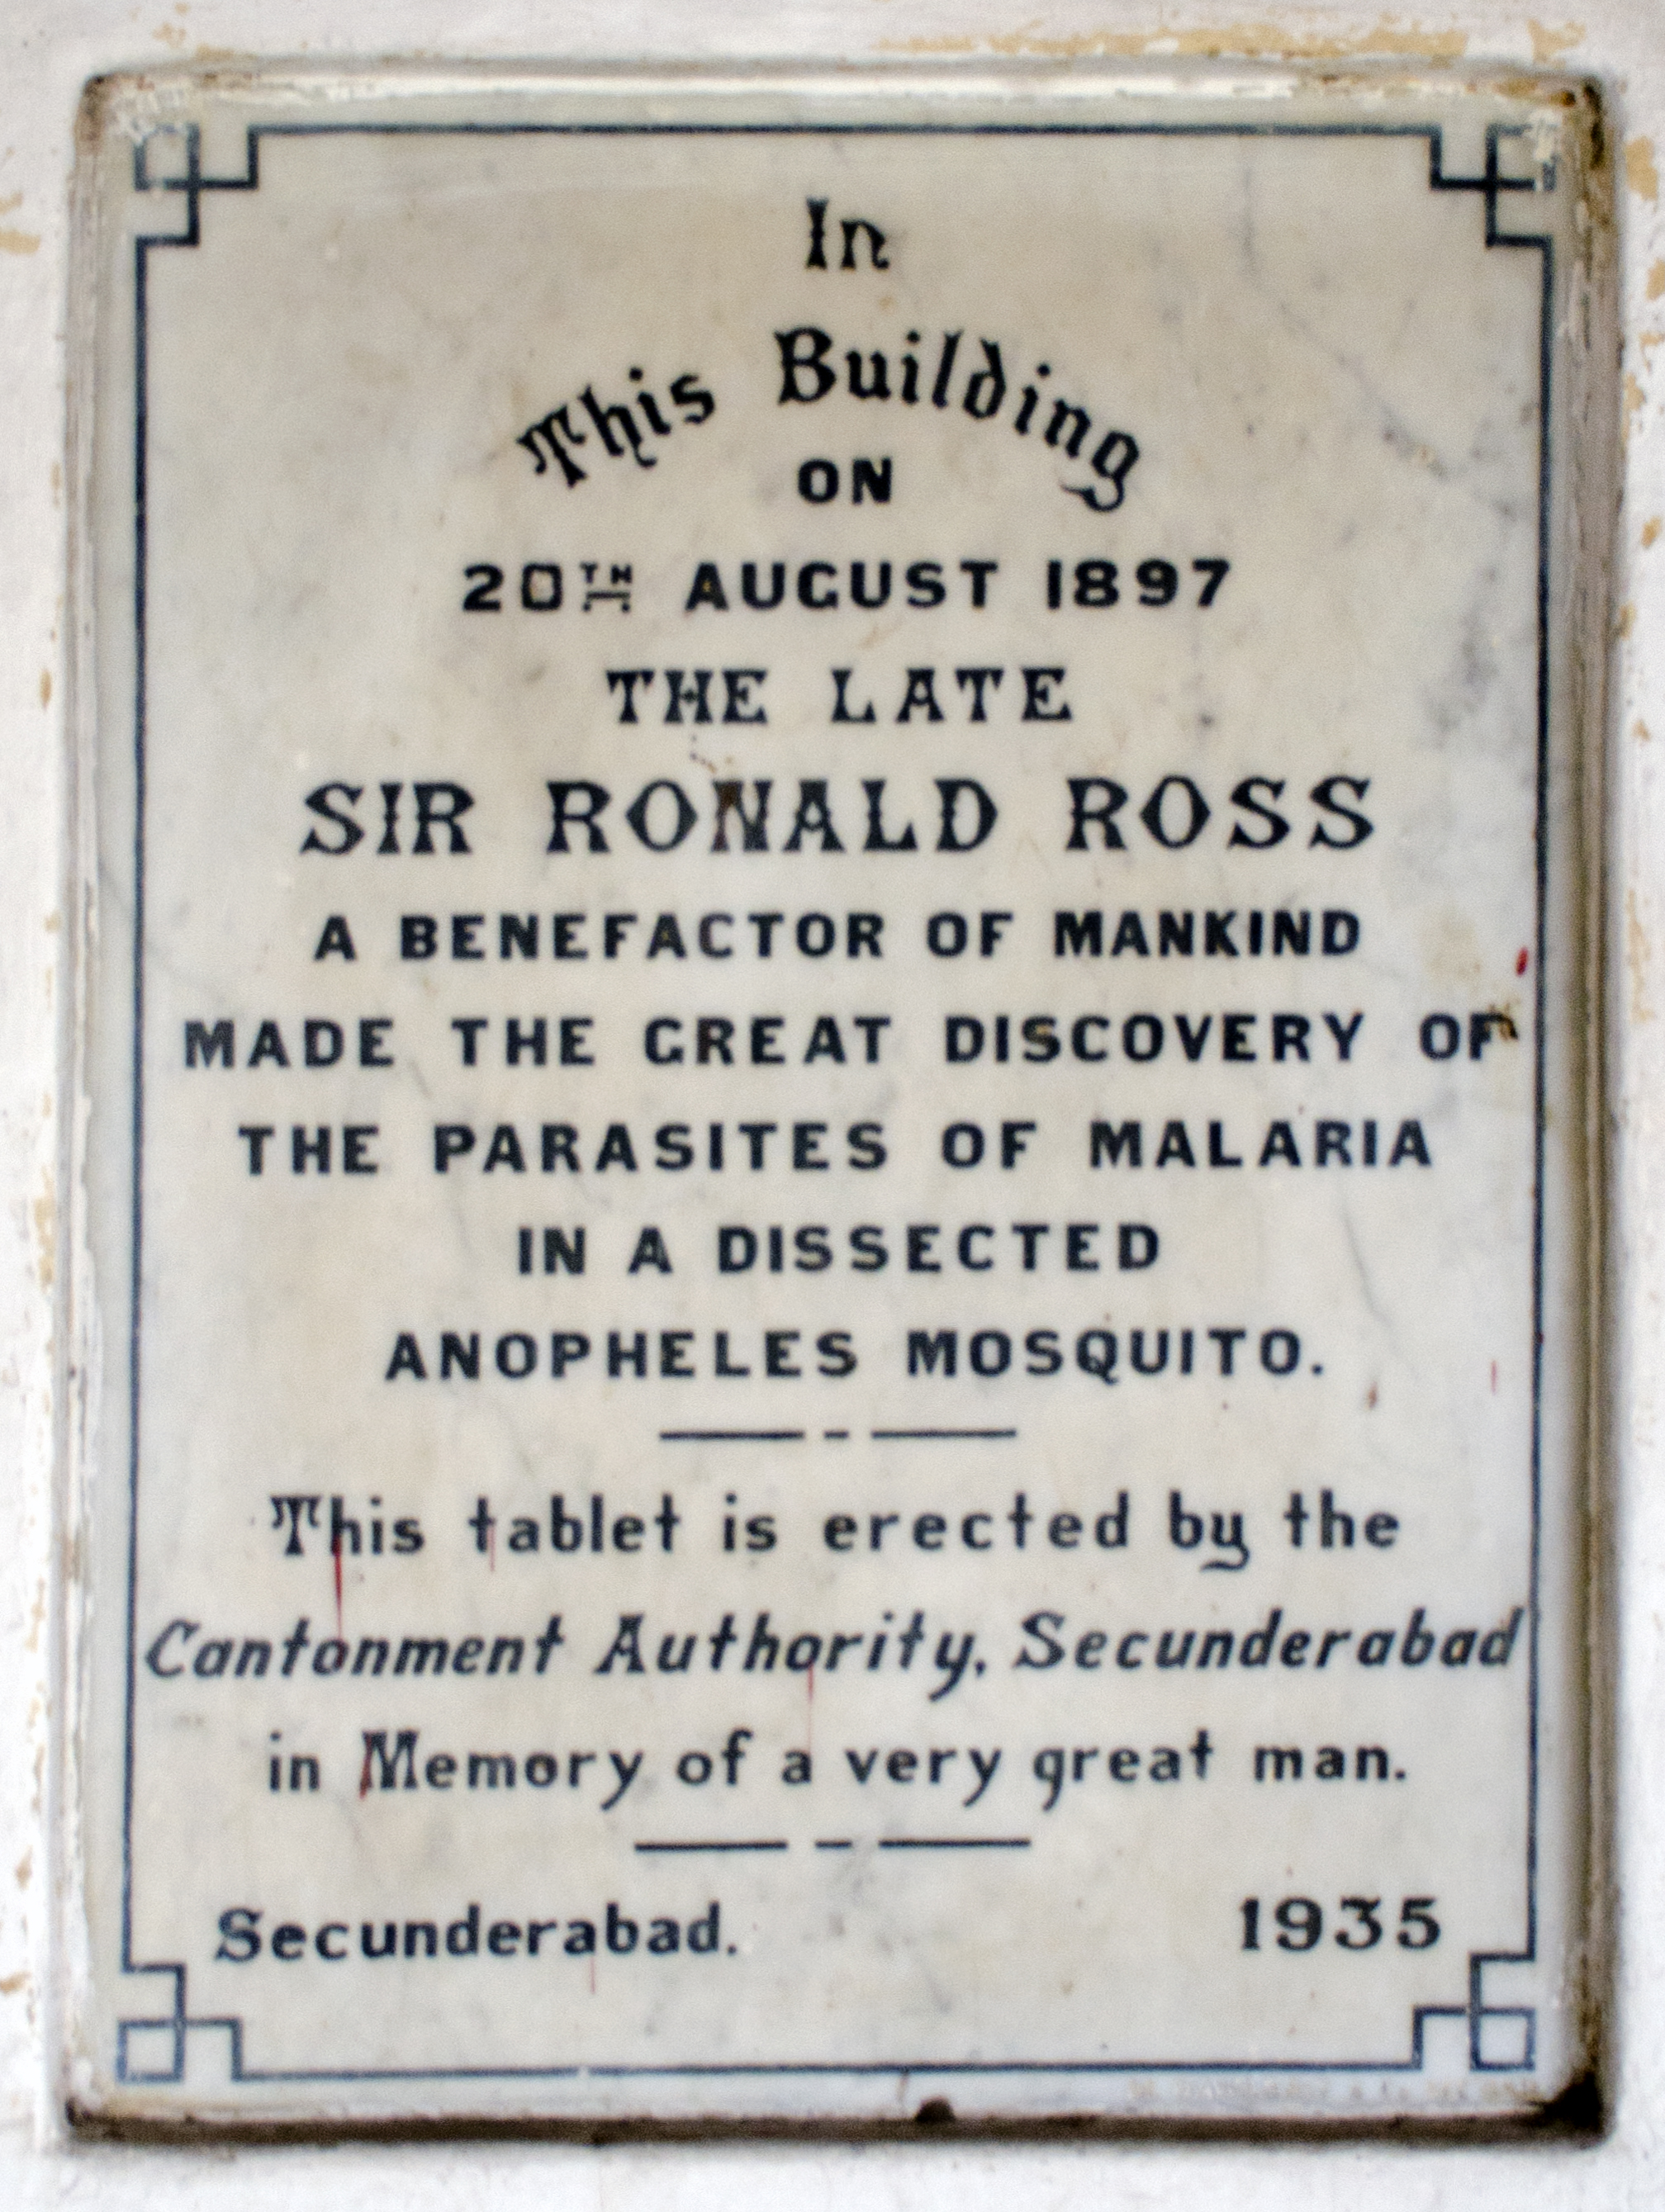 In
This Building
ON
20TH AUGUST 1897
THE LATE
SIR RONALD ROSS
A BENEFACTOR OF MANKIND
MADE THE GREAT DISCOVERY OF
THE PARASITES OF MALARIA
IN A DISSECTED
ANOPHELES MOSQUITO.
This tablet is erected by the
Cantonment Authority, Secunderabad
in Memory of a very great man.
Secunderabad. 1935